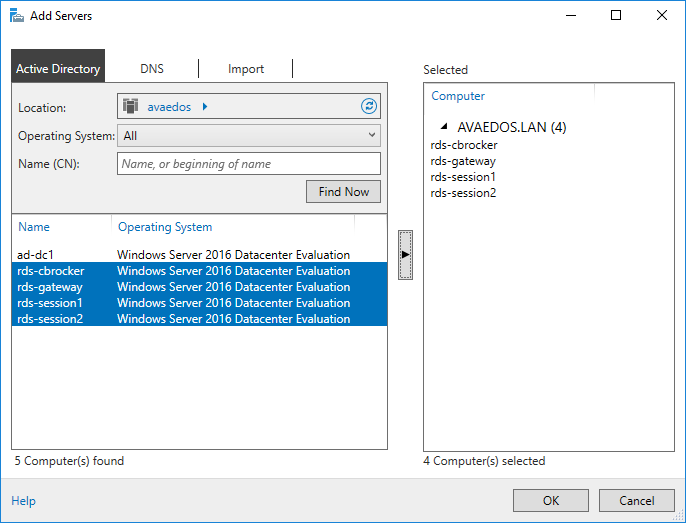 Add Servers
Active Directory
DNS
Import
Location:
avaedos
Operating System:
All
Name (CN):
Name, or beginning of name
Find Now
Name Operating System
ad-dc1 Windows Server 2016 Datacenter Evaluation
rds-cbrocker Windows Server 2016 Datacenter Evaluation
rds-gateway Windows Server 2016 Datacenter Evaluation
rds-session1 Windows Server 2016 Datacenter Evaluation
rds-session2 Windows Server 2016 Datacenter Evaluation
5 Computer(s) found
Selected
Computer
AVAEDOS.LAN (4)
rds-cbrocker
rds-gateway
rds-session1
rds-session2
4 Computer(s) selected
Help
OK
Cancel